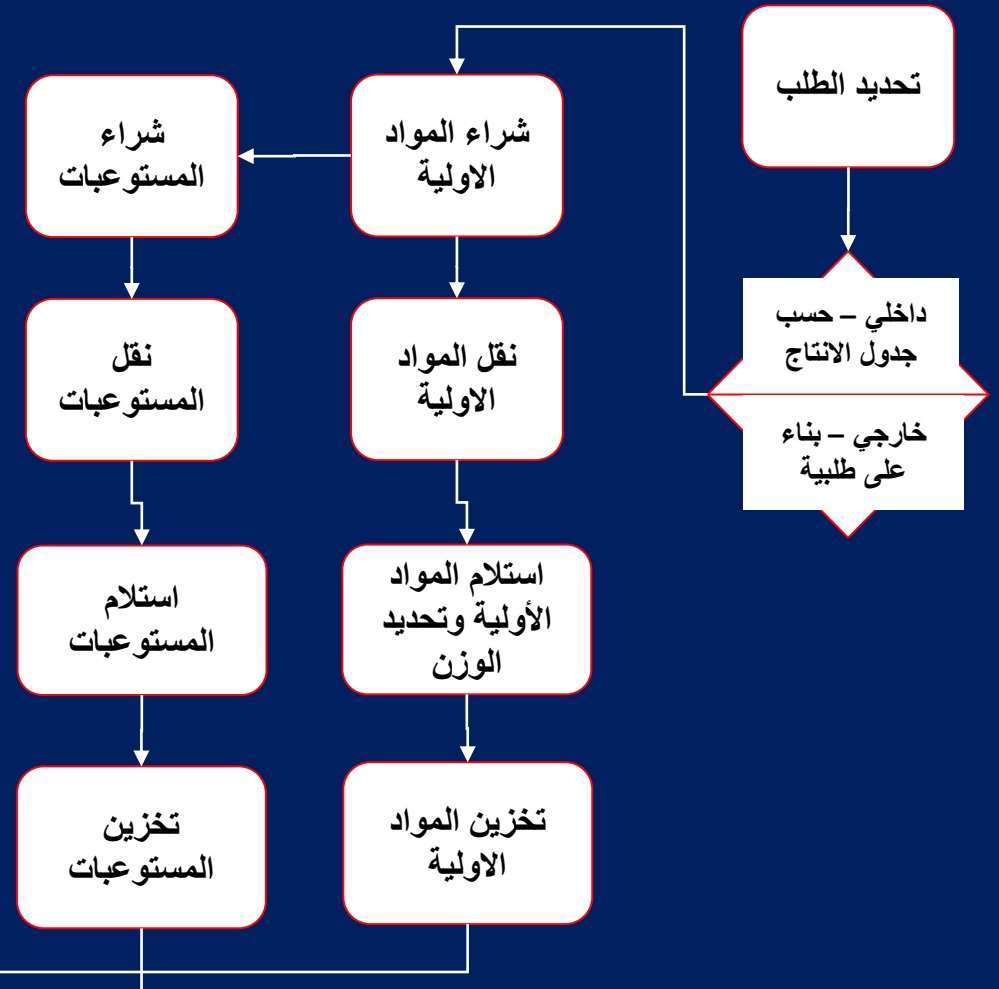 تحديد الطلب
داخلي – حسب
جدول الانتاج
خارجي – بناء
على طلبية
شراء المواد
الاولية
نقل المواد
الاولية
استلام المواد
الأولية وتحديد
الوزن
تخزين المواد
الاولية
شراء
المستوعبات
نقل
المستوعبات
استلام
المستوعبات
تخزين
المستوعبات